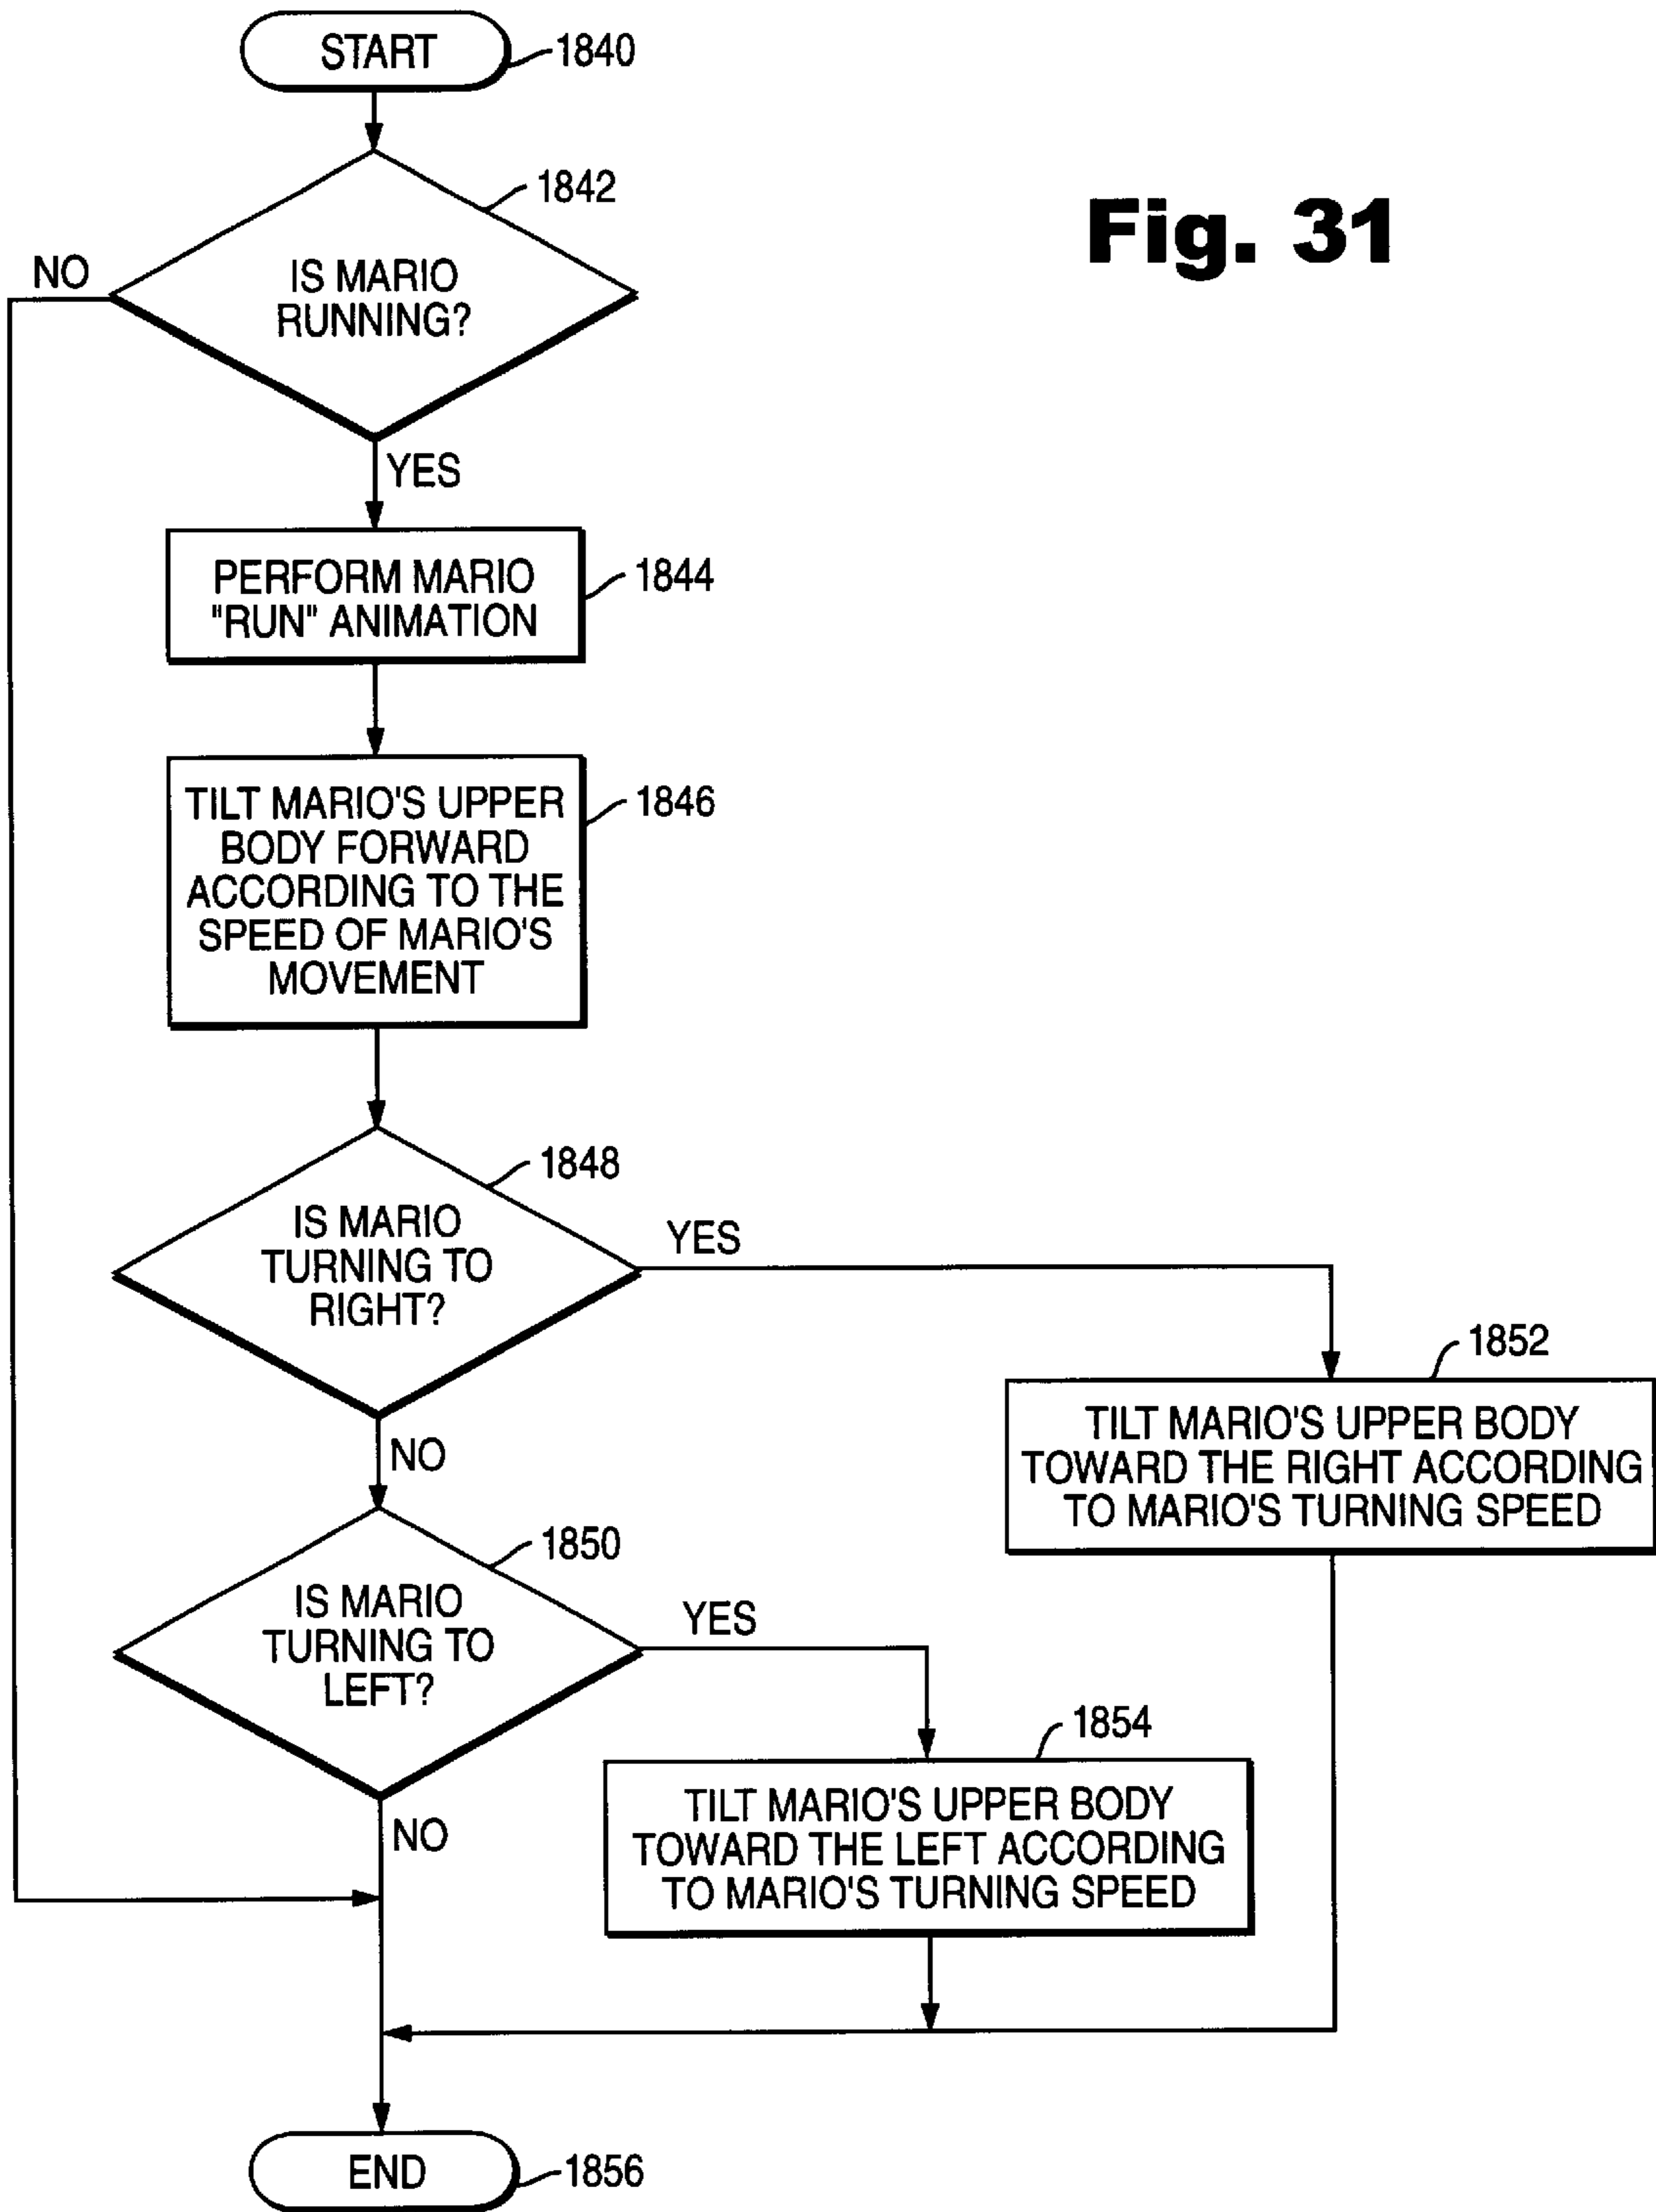 START
1840
1842
Fig. 31
NO
IS MARIO
RUNNING?
YES
PERFORM MARIO
"RUN" ANIMATION
1844
TILT MARIO'S UPPER
BODY FORWARD
ACCORDING TO THE
SPEED OF MARIO'S
MOVEMENT
1846
1848
IS MARIO
TURNING TO
RIGHT?
YES
1852
TILT MARIO'S UPPER BODY
TOWARD THE RIGHT ACCORDING
TO MARIO'S TURNING SPEED
NO
1850
IS MARIO
TURNING TO
LEFT?
YES
1854
TILT MARIO'S UPPER BODY
TOWARD THE LEFT ACCORDING
TO MARIO'S TURNING SPEED
NO
END
1856